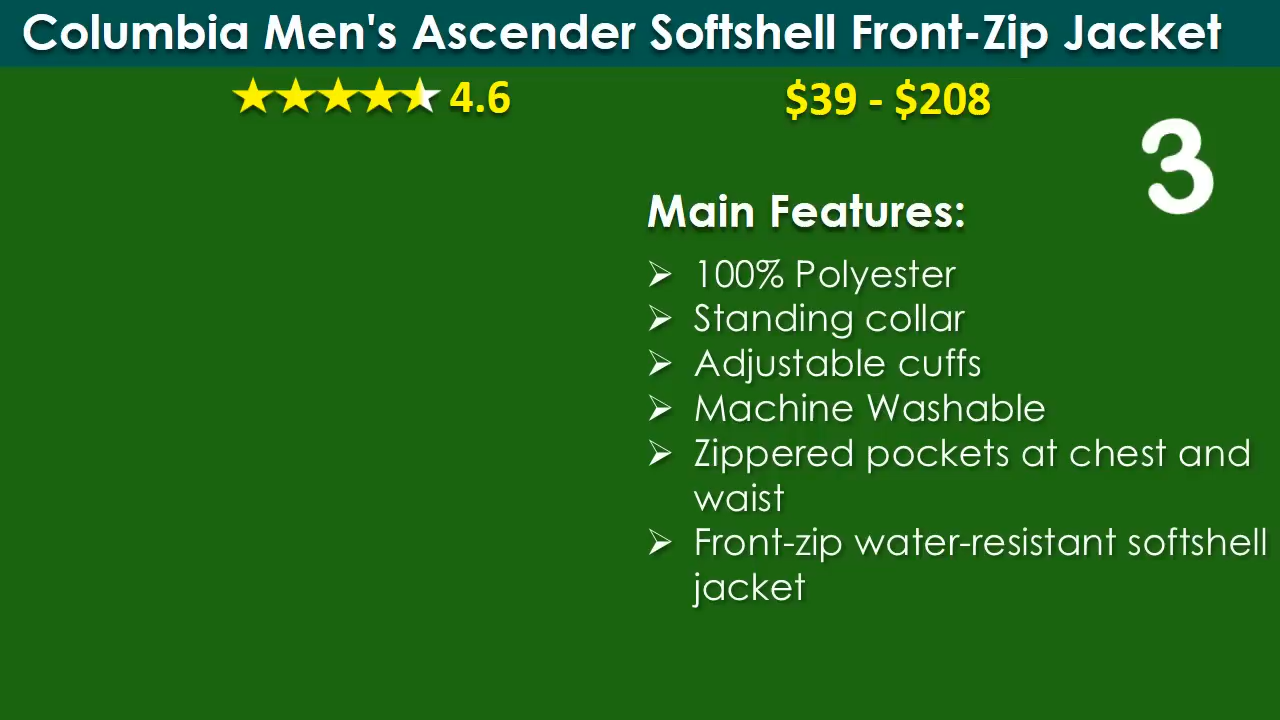 Columbia Men's Ascender Softshell Front-Zip Jacket
4.6
$39 - $208
3
Main Features:
100% Polyester
Standing collar
Adjustable cuffs
Machine Washable
Zippered pockets at chest and
waist
Front-zip water-resistant softshell
jacket